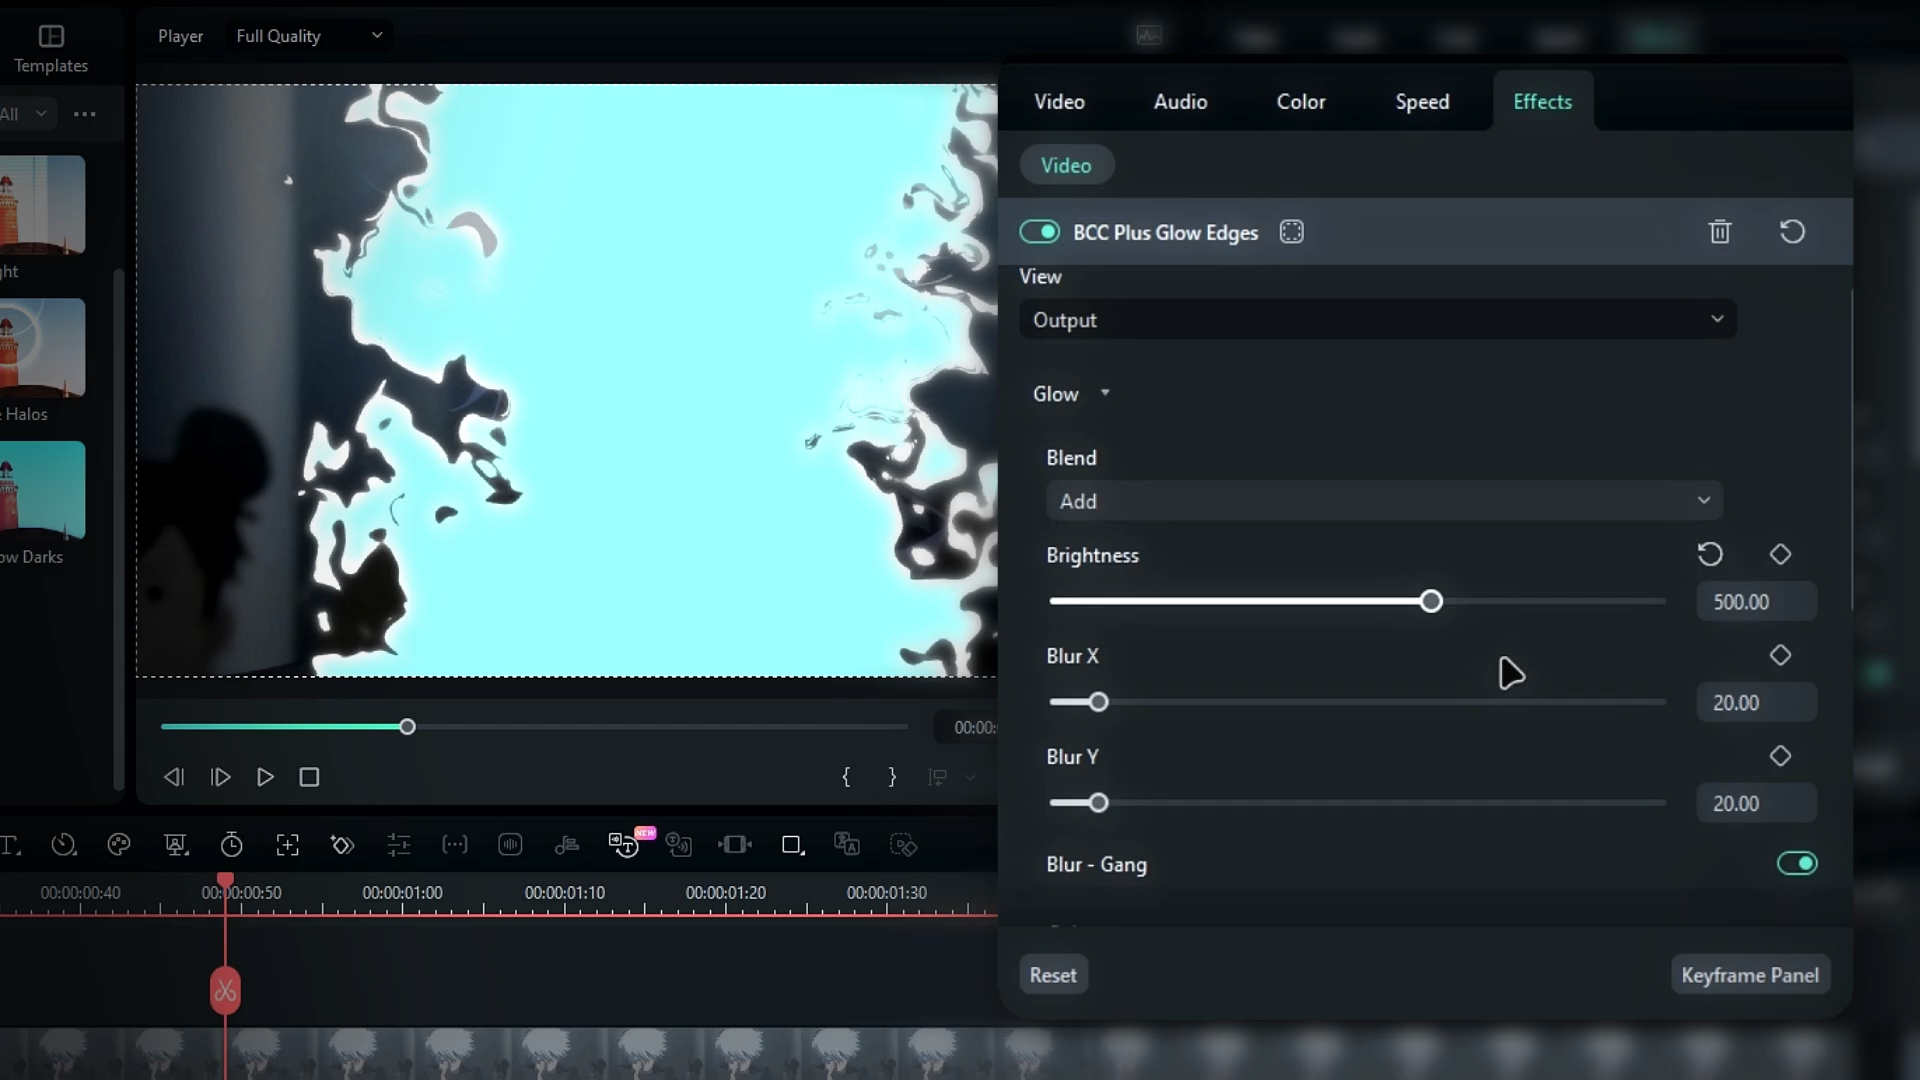 Templates
Player
Full Quality
All
ght
Halos
ow Darks
Video
Audio
Color
Speed
Effects
Video
BCC Plus Glow Edges
View
Output
Glow
Blend
Add
Brightness
500.00
Blur X
20.00
Blur Y
20.00
Blur - Gang
Reset
Keyframe Panel
00:00:
{ }
NEW
00:00:00:40
00:00:00:50
00:00:01:00
00:00:01:10
00:00:01:20
00:00:01:30